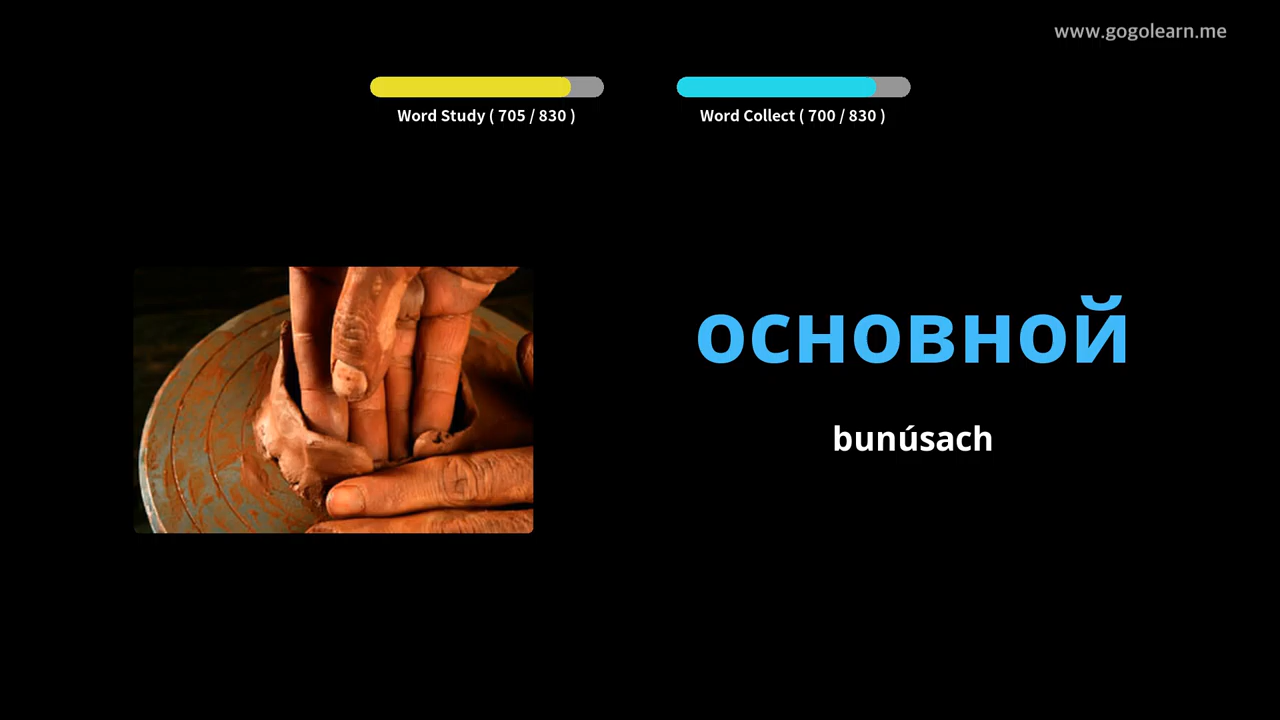 www.gogolearn.me
Word Study ( 705 / 830 )
Word Collect ( 700 / 830 )
основной
bunúsach